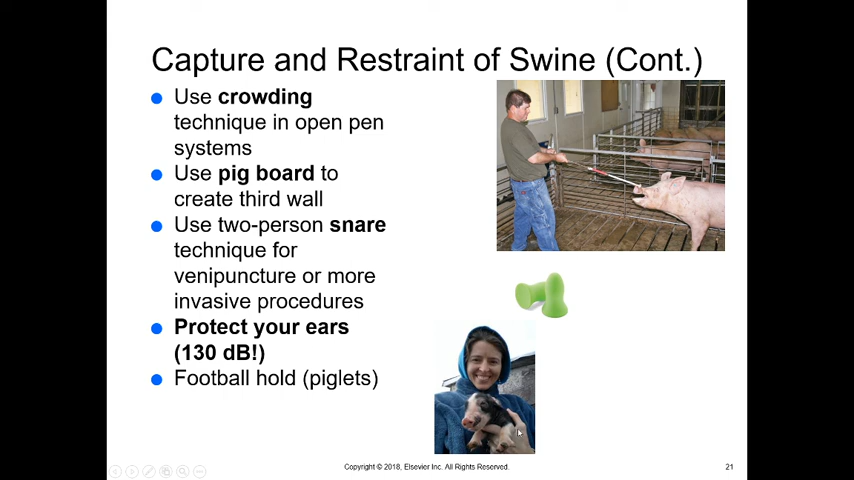 Capture and Restraint of Swine (Cont.)
Use crowding
technique in open pen
systems
Use pig board to
create third wall
Use two-person snare
technique for
venipuncture or more
invasive procedures
Protect your ears
(130 dB!)
Football hold (piglets)
Copyright © 2018, Elsevier Inc. All Rights Reserved.
21